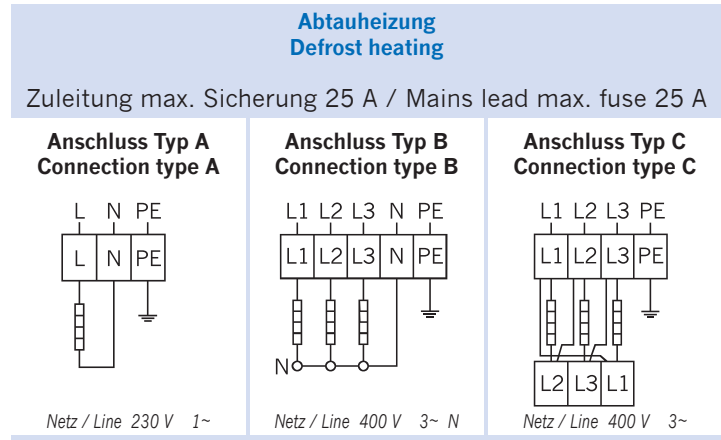 Abtauheizung
Defrost heating
Zuleitung max. Sicherung 25 A / Mains lead max. fuse 25 A
Anschluss Typ A
Connection type A
L N PE
L N PE
Netz / Line 230 V 1~
Anschluss Typ B
Connection type B
L1 L2 L3 N PE
L1 L2 L3 N PE
N
Netz / Line 400 V 3~ N
Anschluss Typ C
Connection type C
L1 L2 L3 PE
L1 L2 L3 PE
L2 L3 L1
Netz / Line 400 V 3~